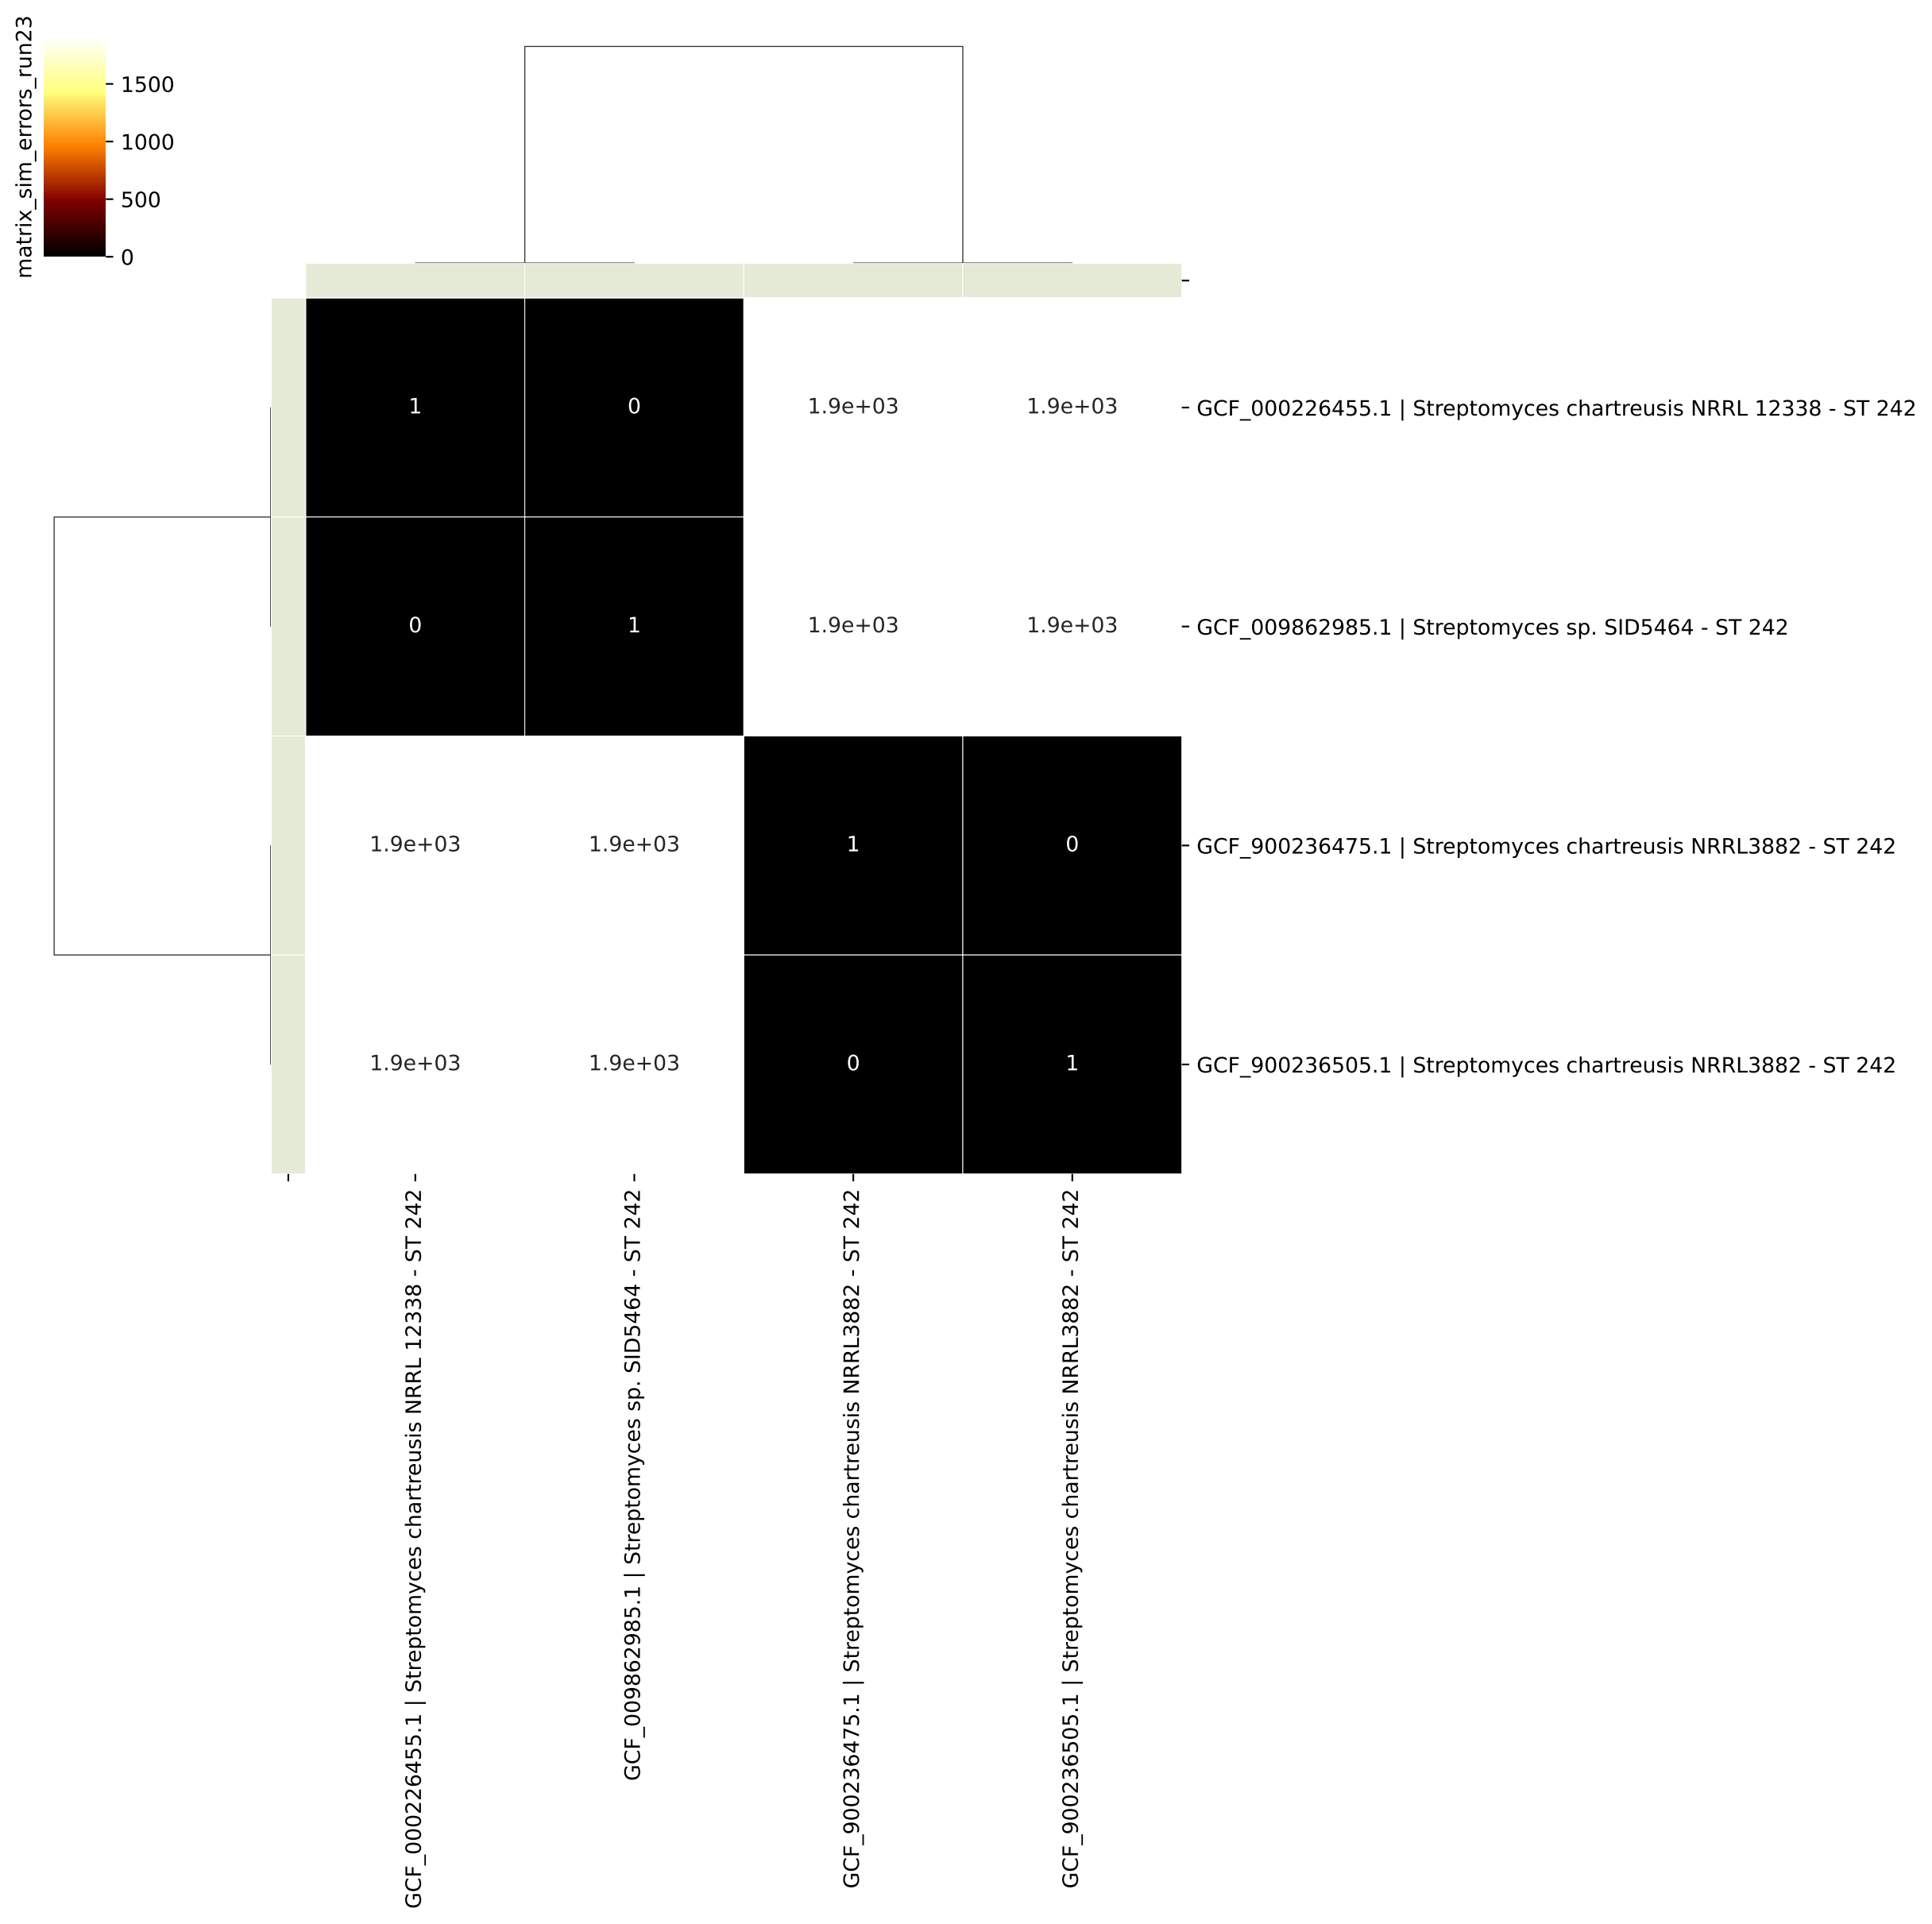 matrix_sim_errors_run23
1500
1000
500
0
1 0 1.9e+03 1.9e+03 GCF_000226455.1 | Streptomyces chartreusis NRRL 12338 - ST 242
0 1 1.9e+03 1.9e+03 GCF_009862985.1 | Streptomyces sp. SID5464 - ST 242
1.9e+03 1.9e+03 1 0 GCF_900236475.1 | Streptomyces chartreusis NRRL3882 - ST 242
1.9e+03 1.9e+03 0 1 GCF_900236505.1 | Streptomyces chartreusis NRRL3882 - ST 242
GCF_000226455.1 | Streptomyces chartreusis NRRL 12338 - ST 242
GCF_009862985.1 | Streptomyces sp. SID5464 - ST 242
GCF_900236475.1 | Streptomyces chartreusis NRRL3882 - ST 242
GCF_900236505.1 | Streptomyces chartreusis NRRL3882 - ST 242